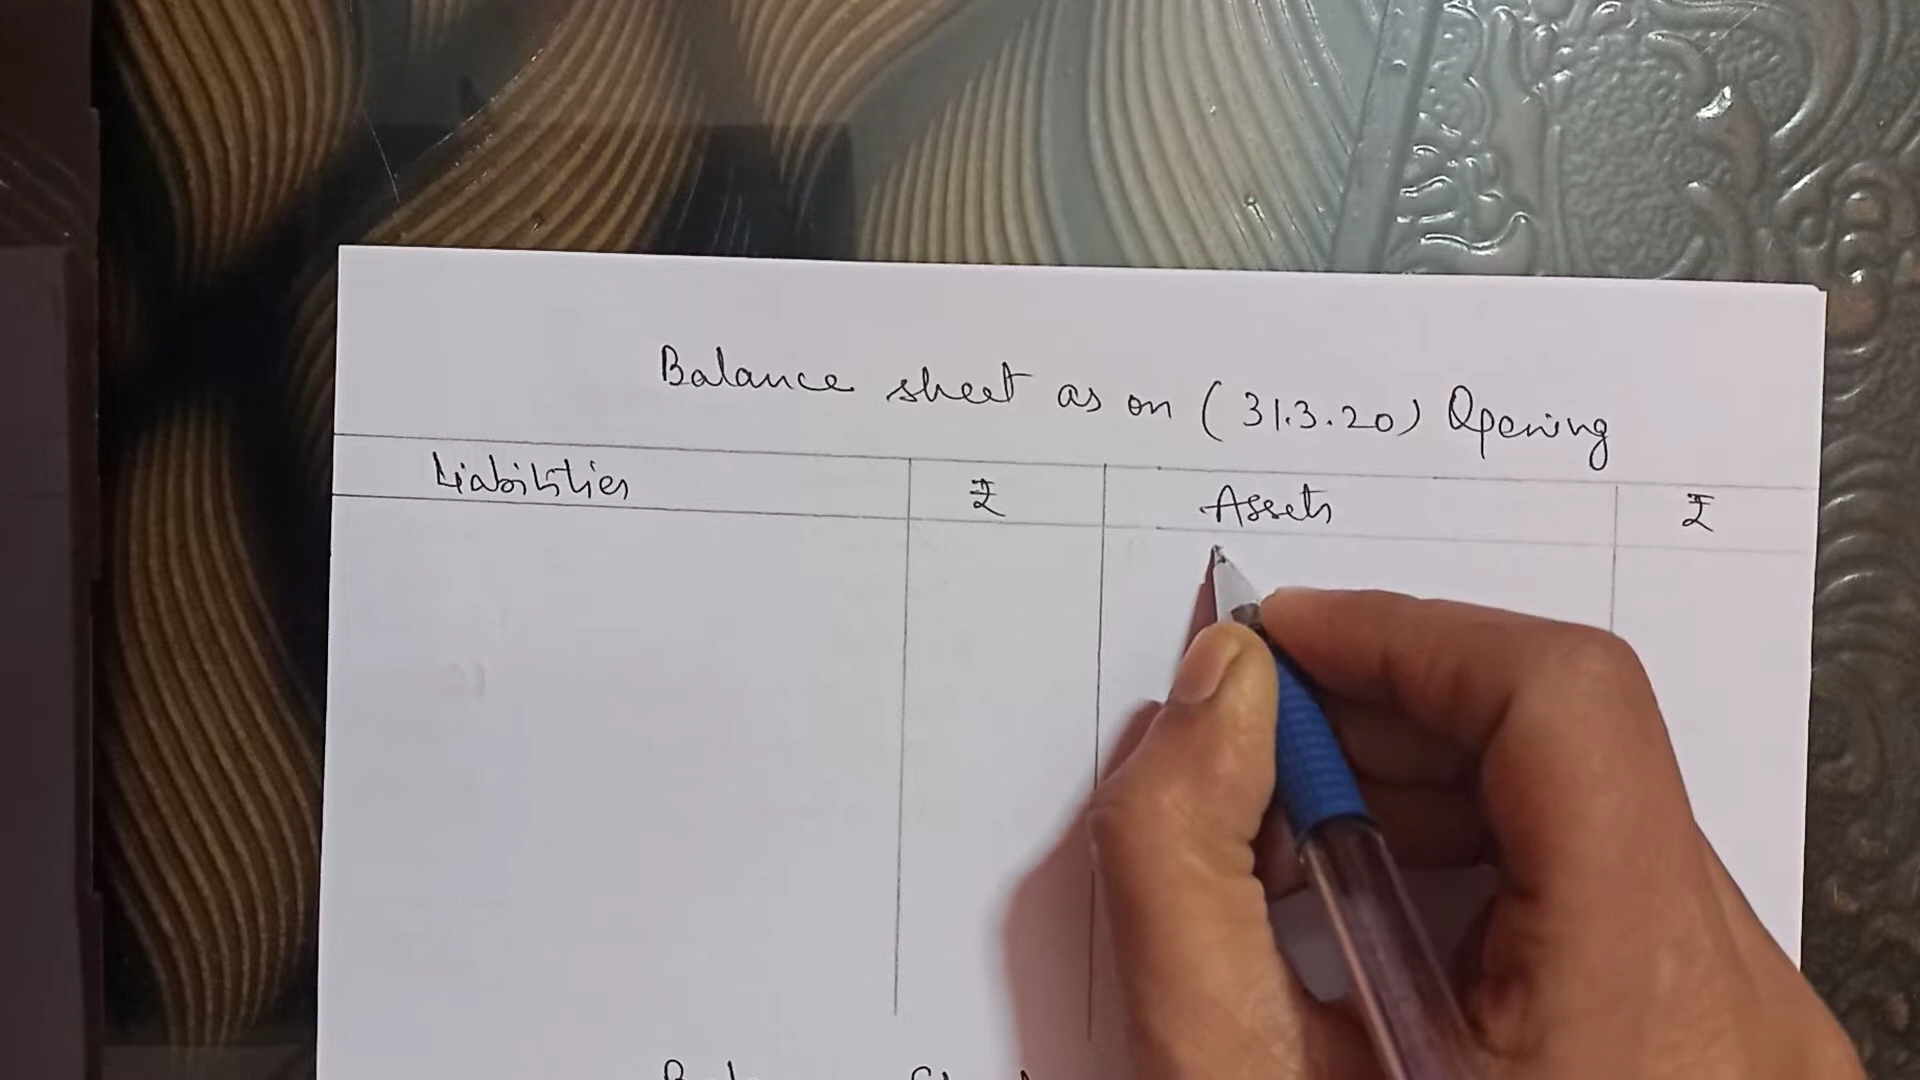 Balance sheet as on (31.3.20) Opening
Liabilities ₹ Assets ₹